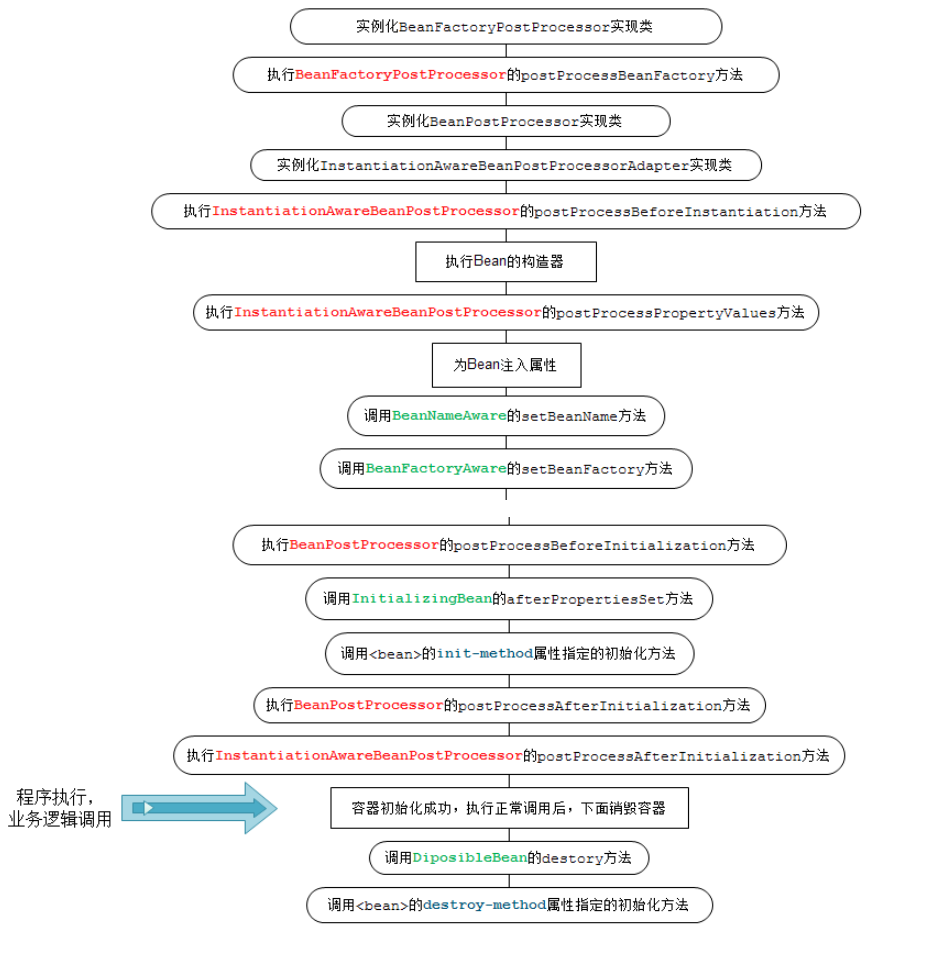 实例化BeanFactoryPostProcessor实现类
执行BeanFactoryPostProcessor的postProcessBeanFactory方法
实例化BeanPostProcessor实现类
实例化InstantiationAwareBeanPostProcessorAdapter实现类
执行InstantiationAwareBeanPostProcessor的postProcessBeforeInstantiation方法
执行Bean的构造器
执行InstantiationAwareBeanPostProcessor的postProcessPropertyValues方法
为Bean注入属性
调用BeanNameAware的setBeanName方法
调用BeanFactoryAware的setBeanFactory方法
执行BeanPostProcessor的postProcessBeforeInitialization方法
调用InitializingBean的afterPropertiesSet方法
调用<bean>的init-method属性指定的初始化方法
执行BeanPostProcessor的postProcessAfterInitialization方法
执行InstantiationAwareBeanPostProcessor的postProcessAfterInitialization方法
程序执行，
业务逻辑调用
容器初始化成功，执行正常调用后，下面销毁容器
调用DiposibleBean的destory方法
调用<bean>的destroy-method属性指定的初始化方法